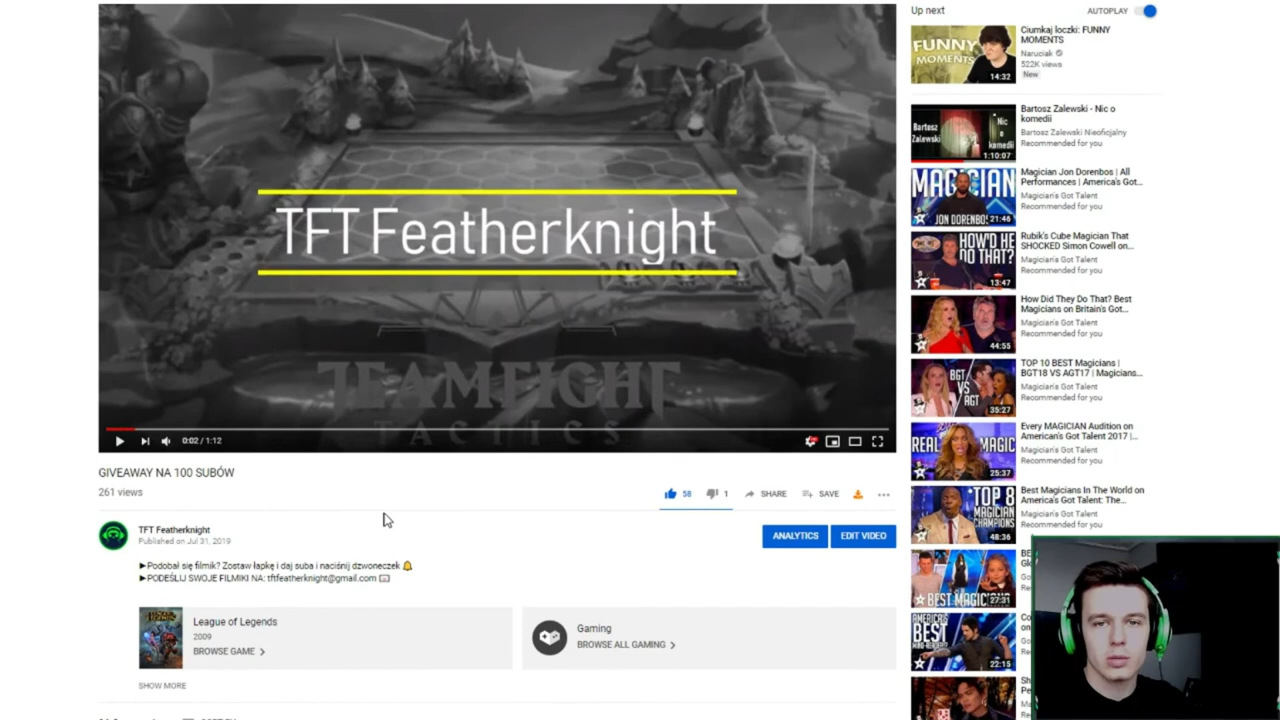 TFT Featherknight
0:02 / 1:12
GIVEAWAY NA 100 SUBÓW
261 views
58
1
SHARE
SAVE
TFT Featherknight
Published on Jul 31, 2019
ANALYTICS
EDIT VIDEO
►Podobał się filmik? Zostaw łapkę i daj suba i naciśnij dzwoneczek 🔔
►PODEŚLIJ SWOJE FILMIKI NA: tftfeatherknight@gmail.com
League of Legends
2009
BROWSE GAME
Gaming
BROWSE ALL GAMING
SHOW MORE
Up next
AUTOPLAY
FUNNY
MOMENTS
14:32
Ciumkaj loczki: FUNNY
MOMENTS
Naruciak
522K views
New
Bartosz
Zalewski
Nic
o
komedii
1:10:07
Bartosz Zalewski - Nic o
komedii
Bartosz Zalewski Nieoficjalny
Recommended for you
MAGICIAN
JON DORENBOS
21:46
Magician Jon Dorenbos | All
Performances | America's Got...
Magician's Got Talent
Recommended for you
HOW'D HE
DO THAT?
13:47
Rubik's Cube Magician That
SHOCKED Simon Cowell on...
Magician's Got Talent
Recommended for you
44:55
How Did They Do That? Best
Magicians on Britain's Got...
Magician's Got Talent
Recommended for you
BGT
VS
AGT
35:27
TOP 10 BEST Magicians |
BGT18 VS AGT17 | Magicians...
Magician's Got Talent
Recommended for you
REAL MAGIC
25:37
Every MAGICIAN Audition on
American's Got Talent 2017 |...
Magician's Got Talent
Recommended for you
TOP 8
MAGICIAN
CHAMPIONS
48:36
Best Magicians In The World on
America's Got Talent: The...
Magician's Got Talent
Recommended for you
BEST MAGICIANS
27:31
AMERICA'S
BEST
22:15